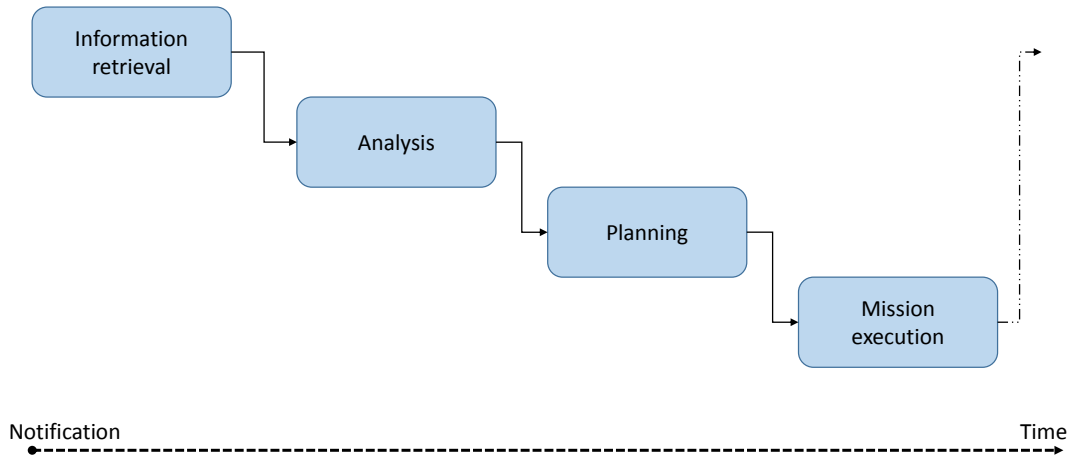 Information
retrieval
Analysis
Planning
Mission
execution
Notification
Time